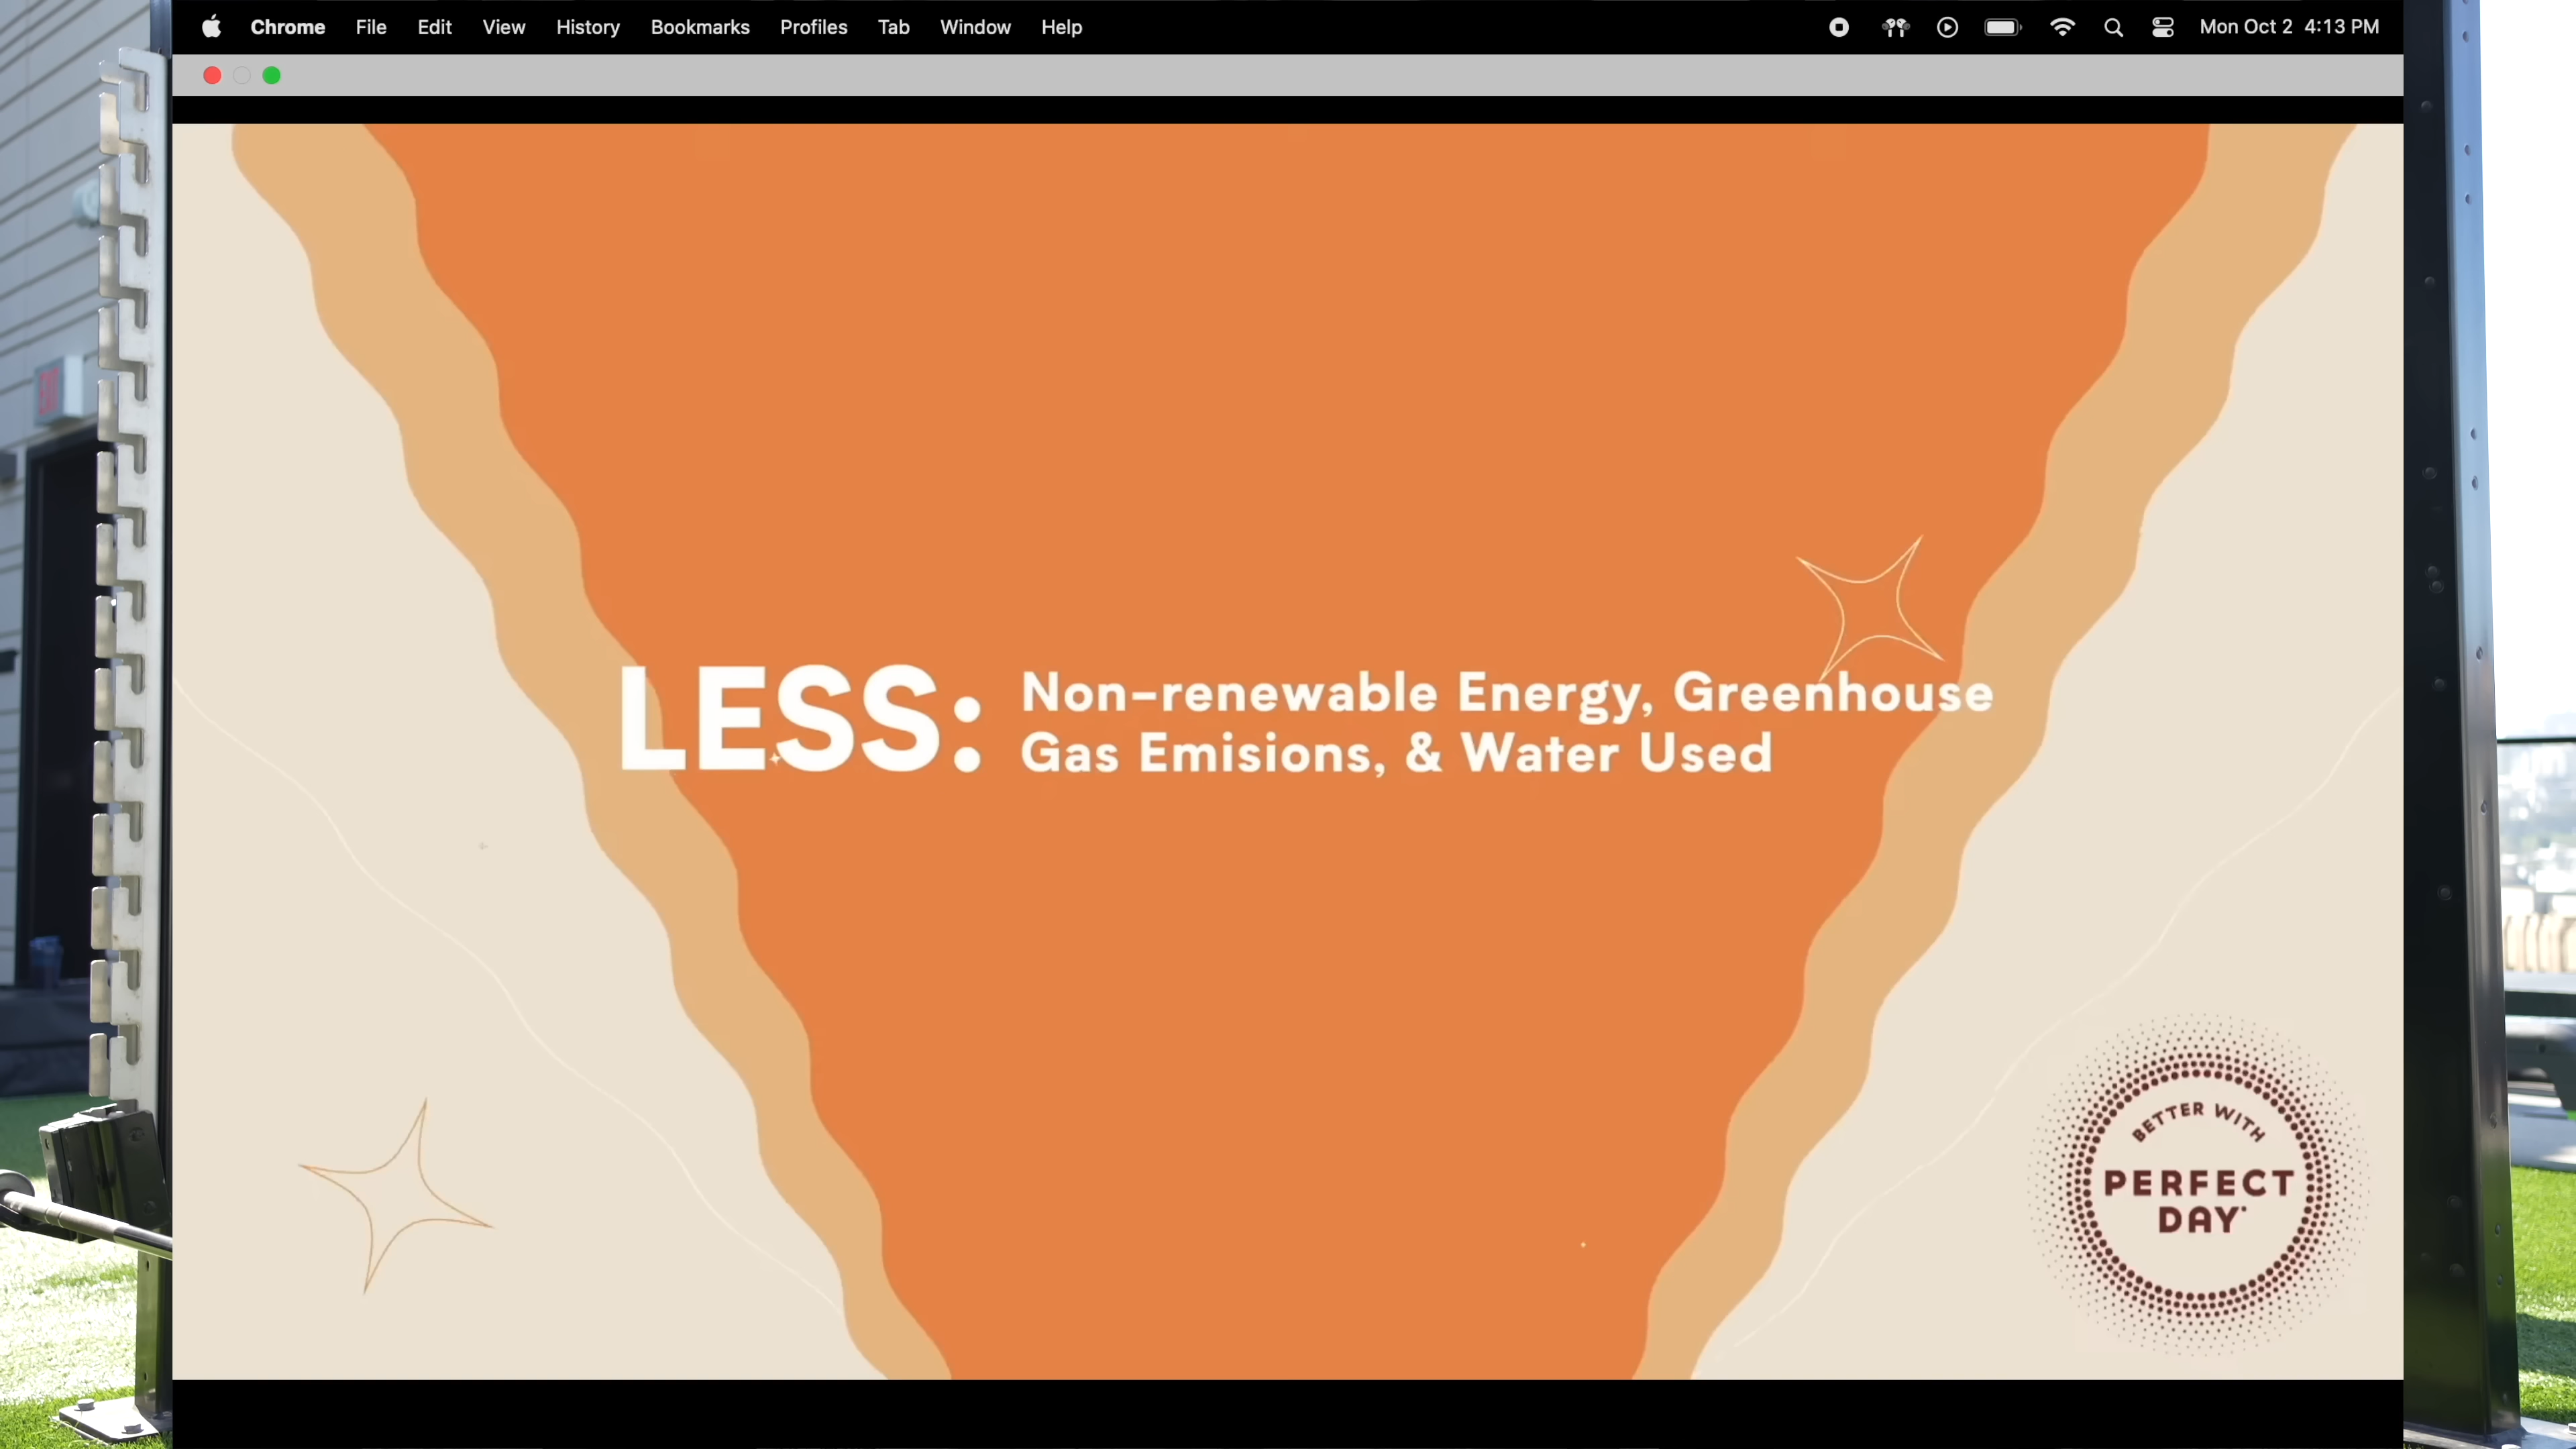 Chrome File Edit View History Bookmarks Profiles Tab Window Help Mon Oct 2 4:13 PM
EXIT
LESS: Non-renewable Energy, Greenhouse
Gas Emisions, & Water Used
BETTER WITH
PERFECT
DAY